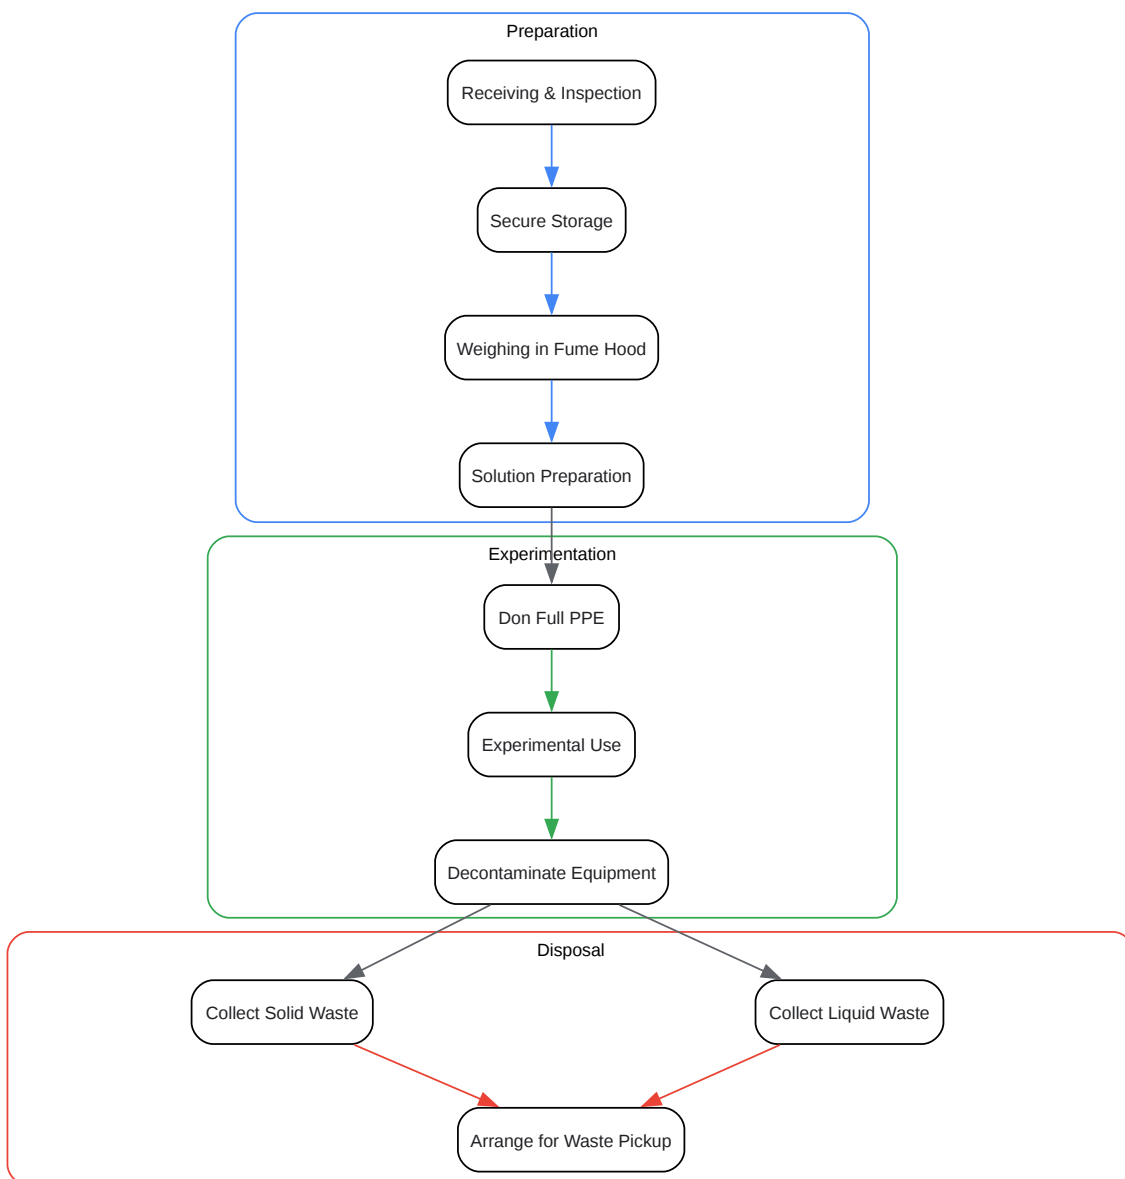 Preparation
Receiving & Inspection
Secure Storage
Weighing in Fume Hood
Solution Preparation
Experimentation
Don Full PPE
Experimental Use
Decontaminate Equipment
Disposal
Collect Solid Waste
Collect Liquid Waste
Arrange for Waste Pickup